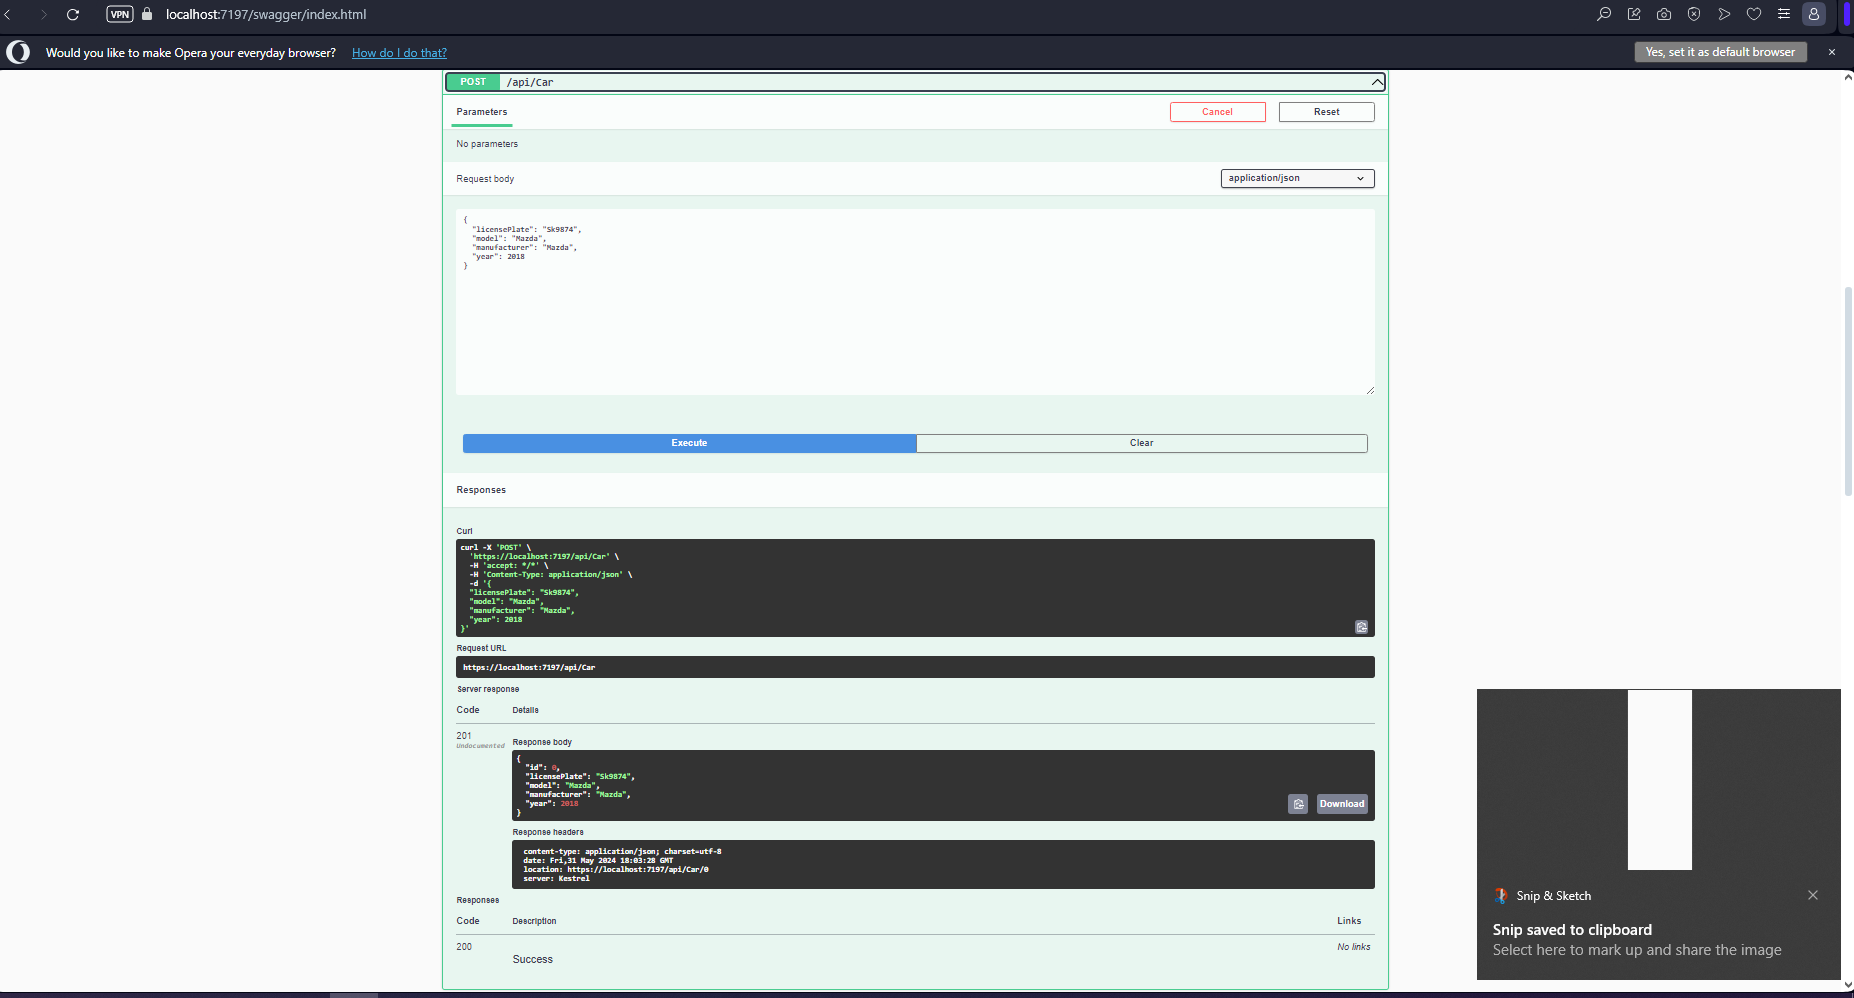 VPN localhost:7197/swagger/index.html
Would you like to make Opera your everyday browser? How do I do that? Yes, set it as default browser
POST /api/Car
Parameters Cancel Reset
No parameters
Request body application/json
{
"licensePlate": "Sk9874",
"model": "Mazda",
"manufacturer": "Mazda",
"year": 2018
}
Execute Clear
Responses
Curl
curl -X 'POST' \
'https://localhost:7197/api/Car' \
-H 'accept: */*' \
-H 'Content-Type: application/json' \
-d '{
"licensePlate": "Sk9874",
"model": "Mazda",
"manufacturer": "Mazda",
"year": 2018
}'
Request URL
https://localhost:7197/api/Car
Server response
Code Details
201
Undocumented
Response body
{
"id": 0,
"licensePlate": "Sk9874",
"model": "Mazda",
"manufacturer": "Mazda",
"year": 2018
}
Download
Response headers
content-type: application/json; charset=utf-8
date: Fri,31 May 2024 18:03:28 GMT
location: https://localhost:7197/api/Car/0
server: Kestrel
Responses
Code Description Links
200 No links
Success
Snip & Sketch
Snip saved to clipboard
Select here to mark up and share the image